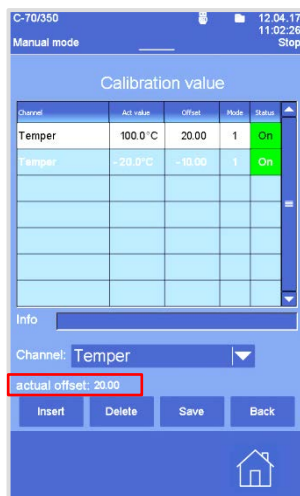 C-70/350 12.04.17
11:02:26
Manual mode Stop
Calibration value
Channel Act value Offset Mode Status
Temper 100.0°C 20.00 1 On
Temper -20.0°C -10.00 1 On
Info
Channel: Temper
actual offset: 20.00
Insert Delete Save Back